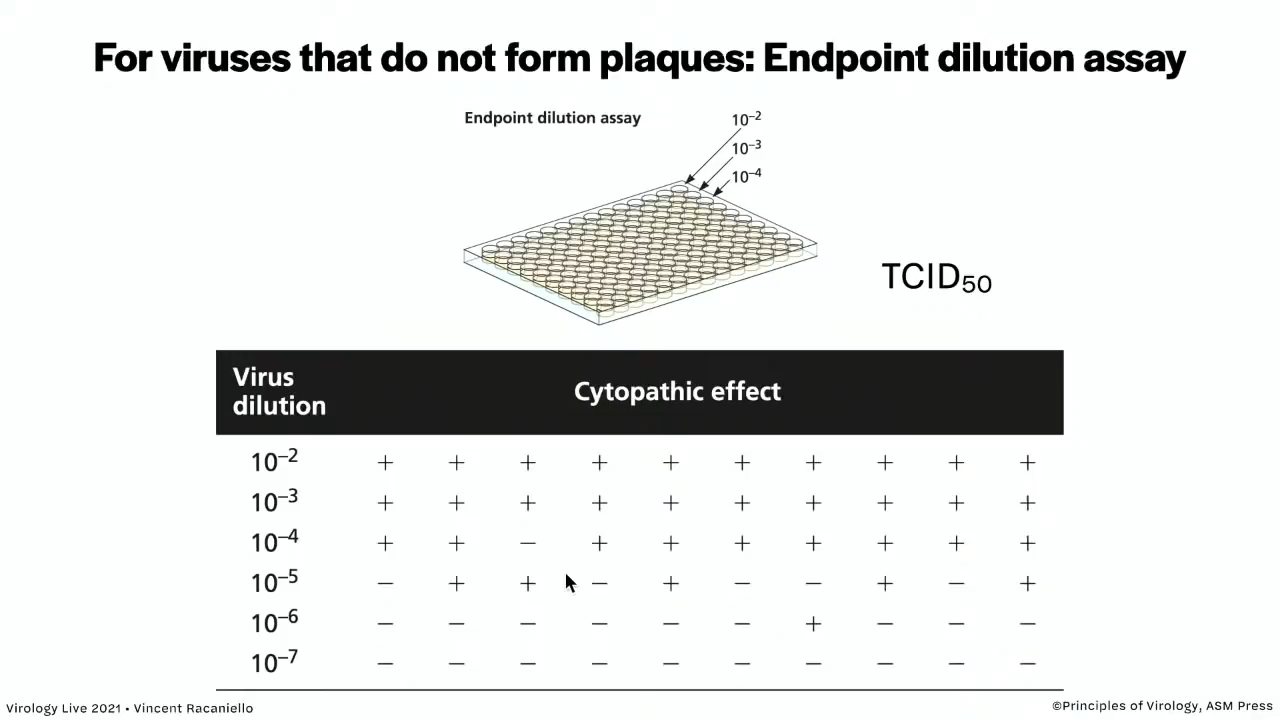 For viruses that do not form plaques: Endpoint dilution assay
Endpoint dilution assay
10–2
10–3
10–4
TCID50
Virus dilution Cytopathic effect
10–2 + + + + + + + + + +
10–3 + + + + + + + + + +
10–4 + + – + + + + + + +
10–5 – + + – + – – + – +
10–6 – – – – – – + – – –
10–7 – – – – – – – – – –
Virology Live 2021 • Vincent Racaniello
©Principles of Virology, ASM Press